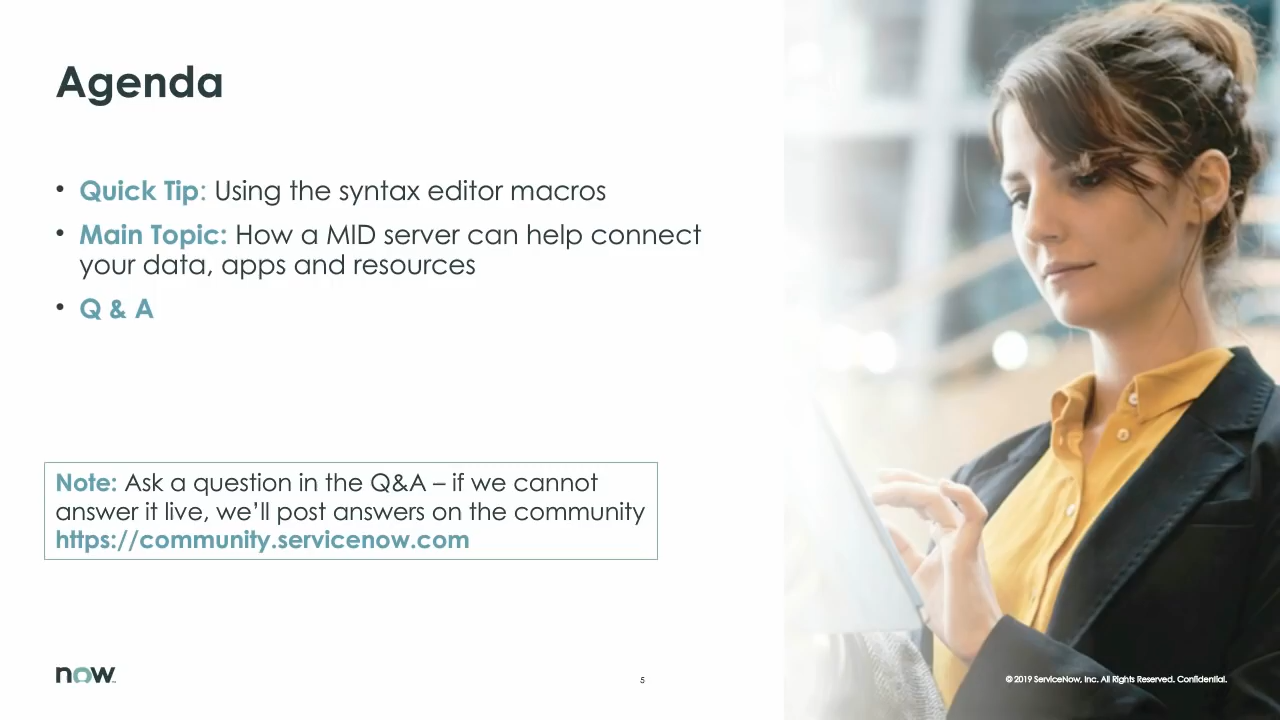 Agenda
• Quick Tip: Using the syntax editor macros
• Main Topic: How a MID server can help connect
your data, apps and resources
• Q & A
Note: Ask a question in the Q&A – if we cannot
answer it live, we’ll post answers on the community
https://community.servicenow.com
now
5
© 2019 ServiceNow, Inc. All Rights Reserved. Confidential.